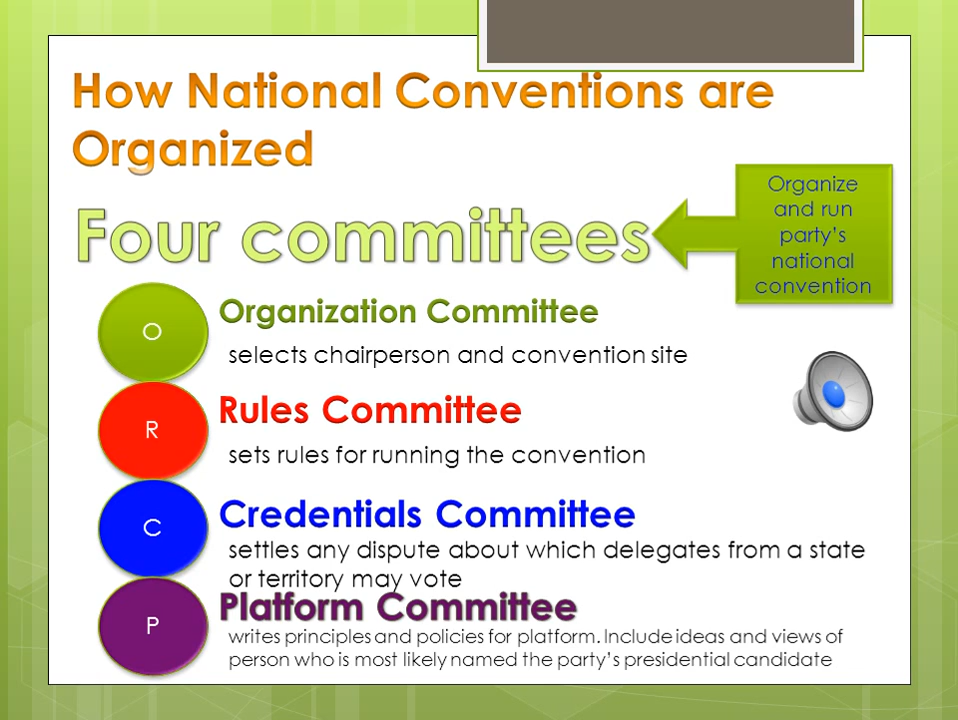 How National Conventions are
Organized
Four committees
Organize
and run
party's
national
convention
O
Organization Committee
selects chairperson and convention site
R
Rules Committee
sets rules for running the convention
C
Credentials Committee
settles any dispute about which delegates from a state
or territory may vote
P
Platform Committee
writes principles and policies for platform. Include ideas and views of
person who is most likely named the party's presidential candidate